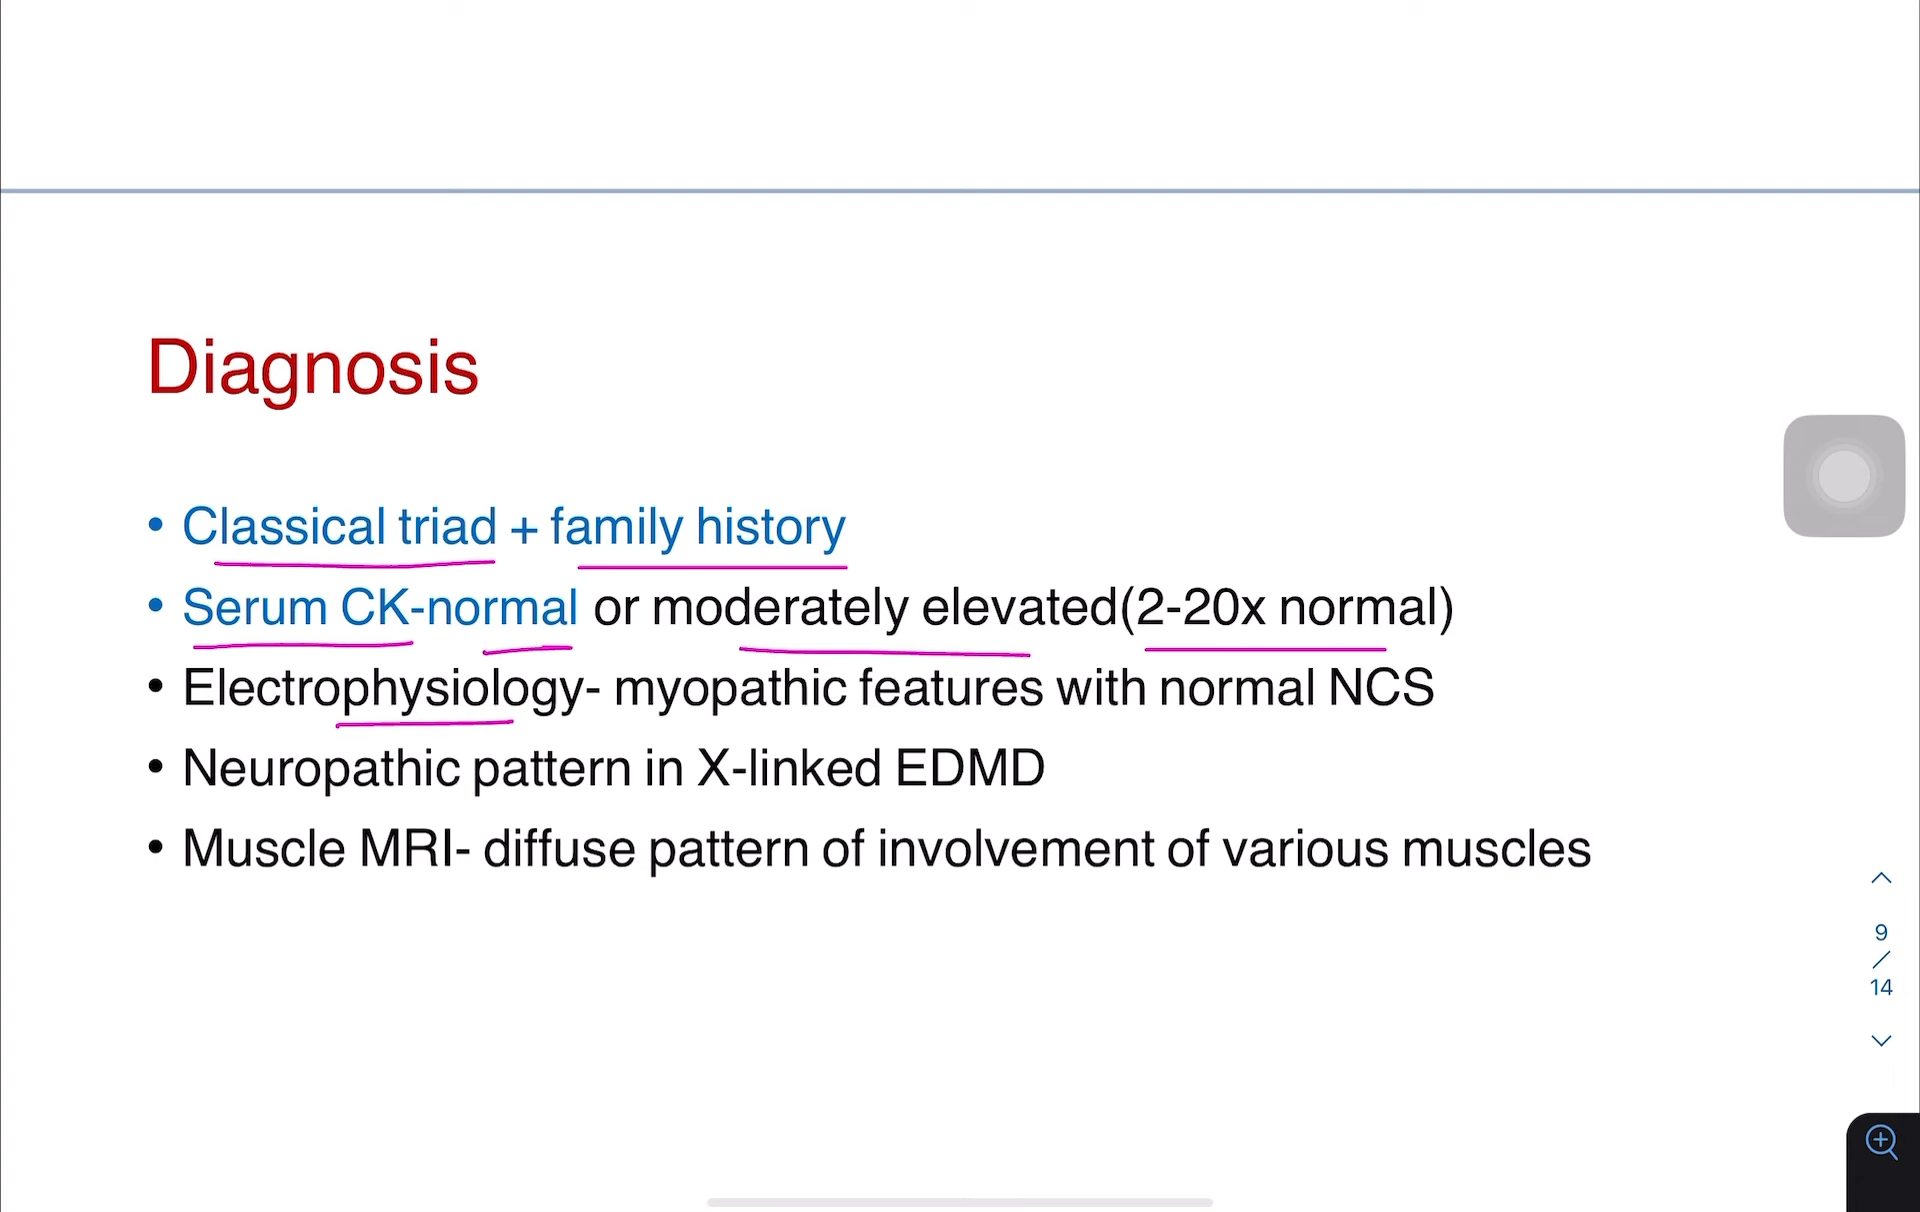 Diagnosis
• Classical triad + family history
• Serum CK-normal or moderately elevated(2-20x normal)
• Electrophysiology- myopathic features with normal NCS
• Neuropathic pattern in X-linked EDMD
• Muscle MRI- diffuse pattern of involvement of various muscles
9
/
14